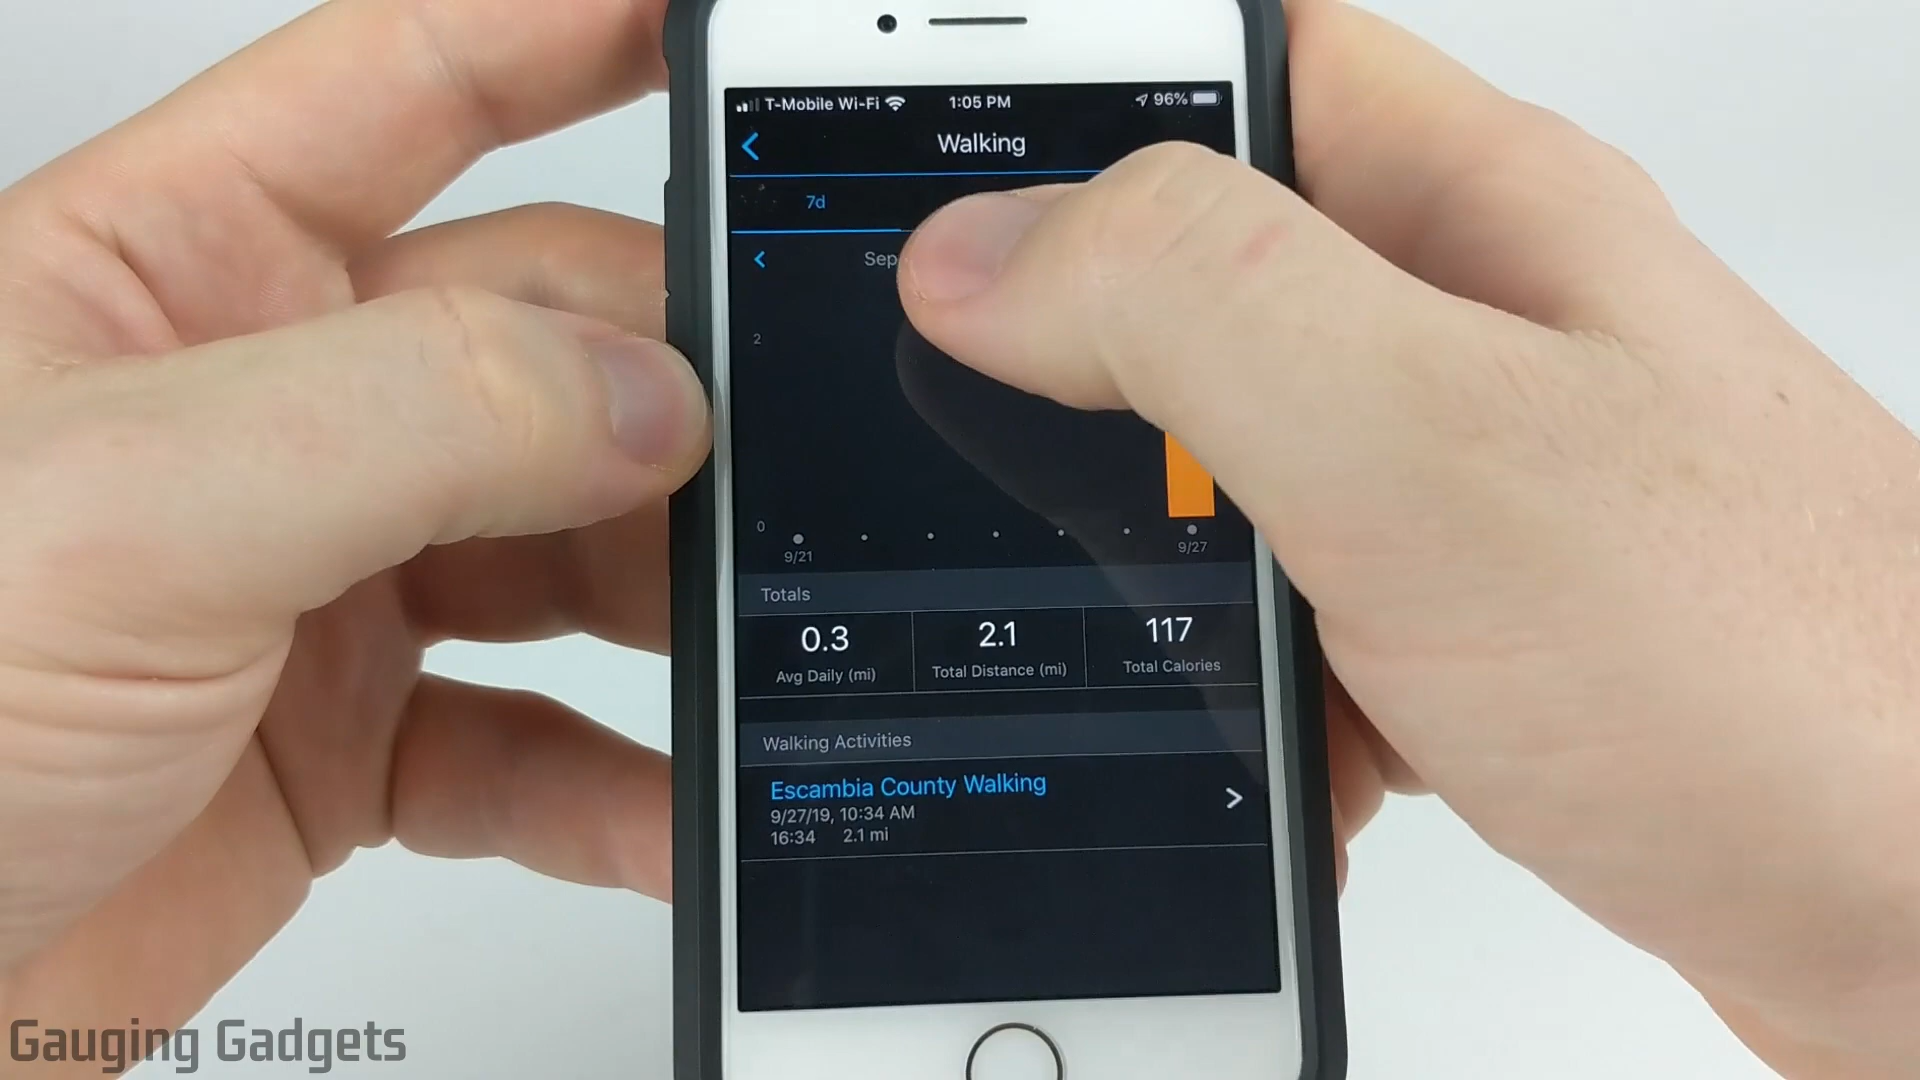 T-Mobile Wi-Fi 1:05 PM 96%
Walking
7d
Sep
2
0
9/21 9/27
Totals
0.3 2.1 117
Avg Daily (mi) Total Distance (mi) Total Calories
Walking Activities
Escambia County Walking
9/27/19, 10:34 AM
16:34 2.1 mi
Gauging Gadgets